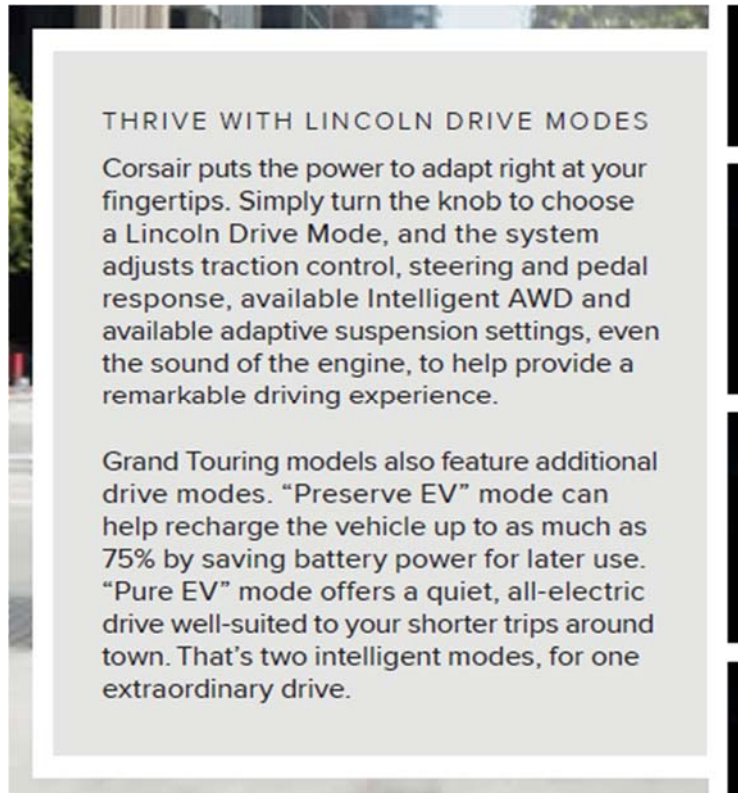 THRIVE WITH LINCOLN DRIVE MODES
Corsair puts the power to adapt right at your
fingertips. Simply turn the knob to choose
a Lincoln Drive Mode, and the system
adjusts traction control, steering and pedal
response, available Intelligent AWD and
available adaptive suspension settings, even
the sound of the engine, to help provide a
remarkable driving experience.
Grand Touring models also feature additional
drive modes. “Preserve EV” mode can
help recharge the vehicle up to as much as
75% by saving battery power for later use.
“Pure EV” mode offers a quiet, all-electric
drive well-suited to your shorter trips around
town. That’s two intelligent modes, for one
extraordinary drive.